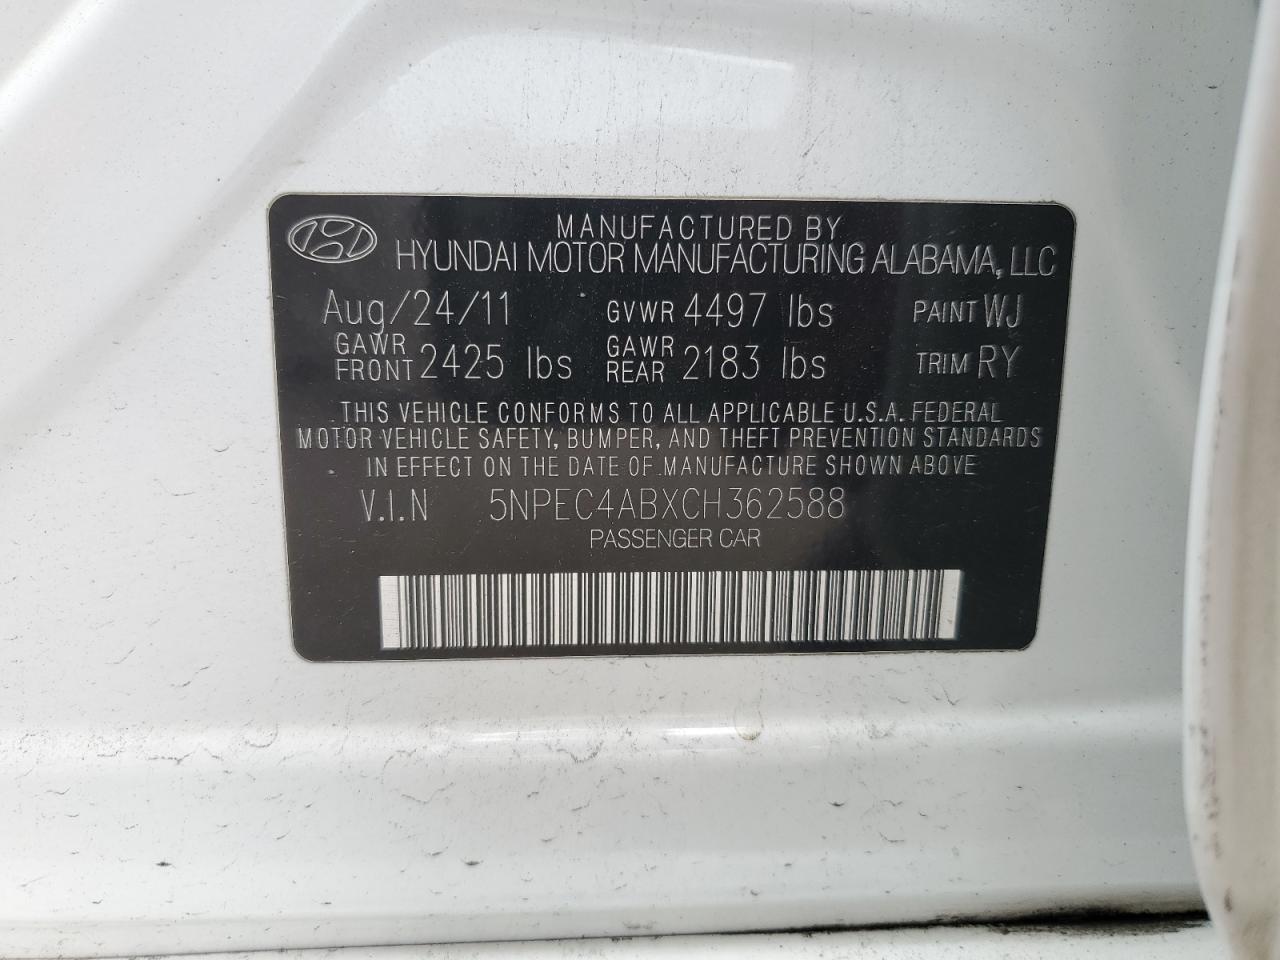 MANUFACTURED BY
HYUNDAI MOTOR MANUFACTURING ALABAMA, LLC
Aug/24/11 GVWR 4497 lbs PAINT WJ
GAWR FRONT 2425 lbs GAWR REAR 2183 lbs TRIM RY
THIS VEHICLE CONFORMS TO ALL APPLICABLE U.S.A. FEDERAL
MOTOR VEHICLE SAFETY, BUMPER, AND THEFT PREVENTION STANDARDS
IN EFFECT ON THE DATE OF MANUFACTURE SHOWN ABOVE
V.I.N 5NPEC4ABXCH362588
PASSENGER CAR